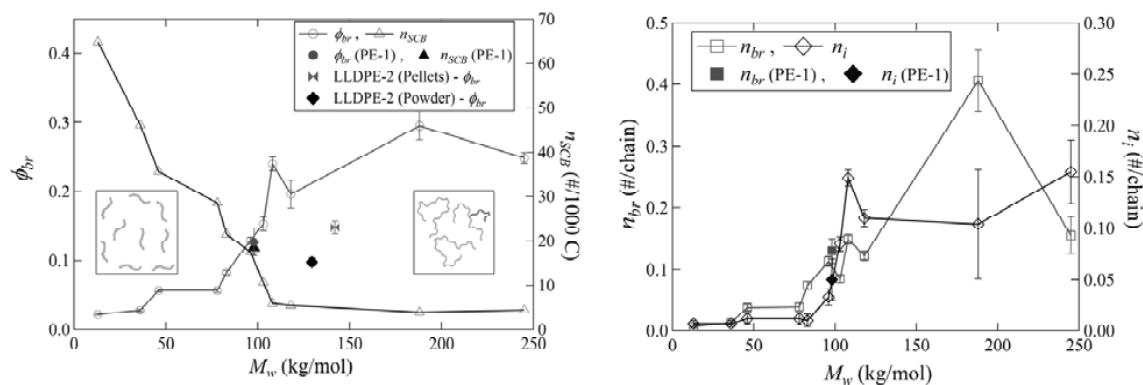 0.4
0.3
0.2
0.1
0.0
ϕbr
ϕbr , nSCB
ϕbr (PE-1) , nSCB (PE-1)
LLDPE-2 (Pellets) - ϕbr
LLDPE-2 (Powder) - ϕbr
70
60
50
40
30
20
10
0
nSCB (#/1000 C)
0 50 100 150 200 250
Mw (kg/mol)
0.5
0.4
0.3
0.2
0.1
0.0
nbr (#/chain)
nbr , ni
nbr (PE-1) , ni (PE-1)
0.30
0.25
0.20
0.15
0.10
0.05
0.00
ni (#/chain)
0 50 100 150 200 250
Mw (kg/mol)